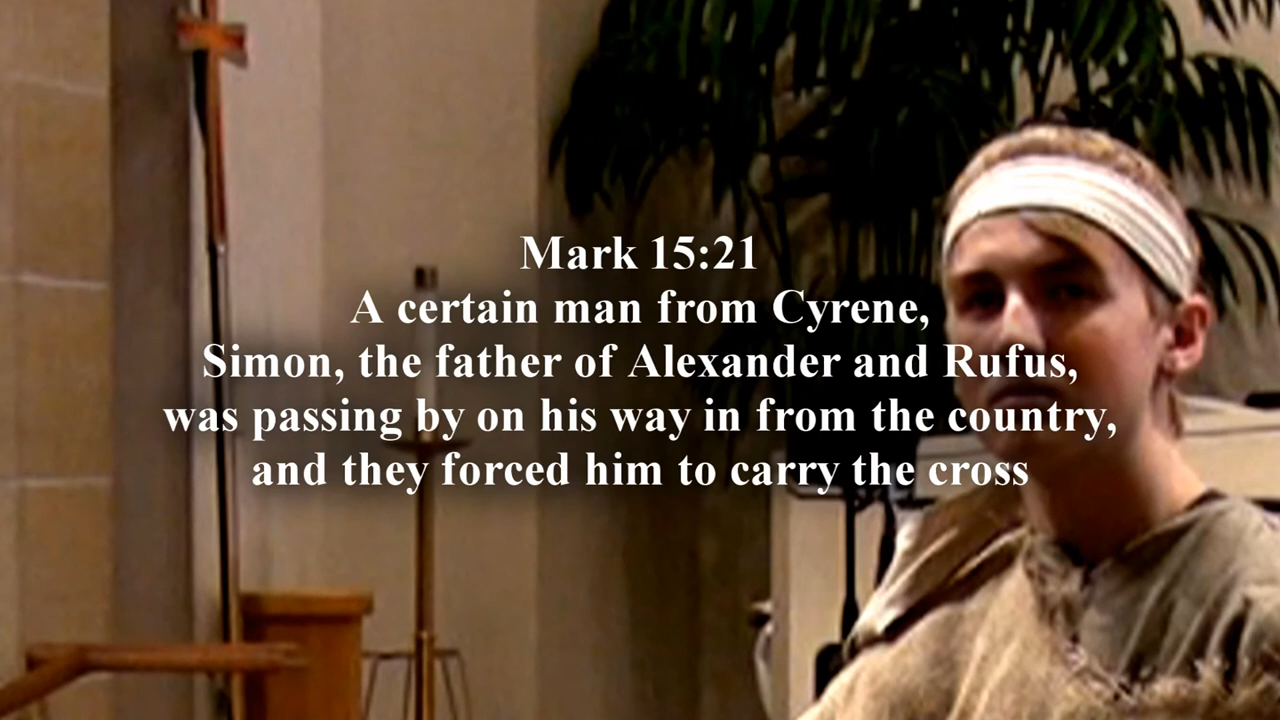 Mark 15:21
A certain man from Cyrene,
Simon, the father of Alexander and Rufus,
was passing by on his way in from the country,
and they forced him to carry the cross